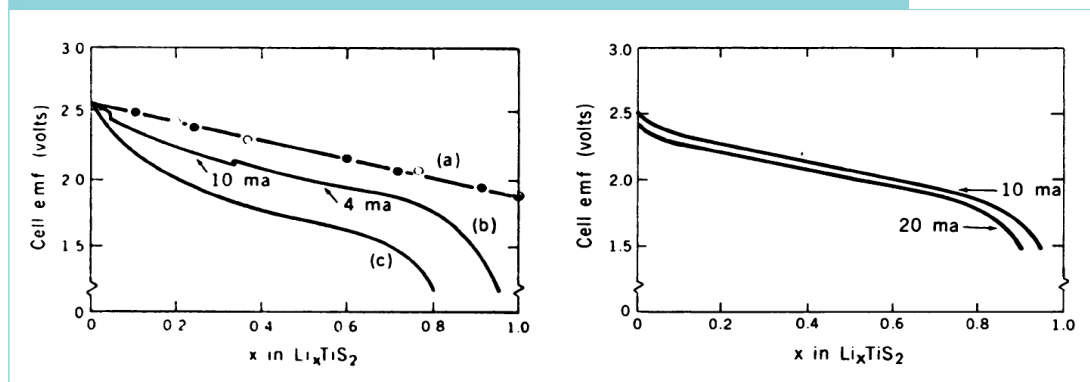 3 0
2 5
2 0
1 5
0
Cell emf (volts)
(a)
10 ma
4 ma
(b)
(c)
0
0 2
0.4
0 6
0.8
1.0
x in LiₓTiS₂
3.0
2.5
2.0
1.5
0
Cell emf (volts)
10 ma
20 ma
0
0.2
0.4
0.6
0.8
1.0
x in LiₓTiS₂